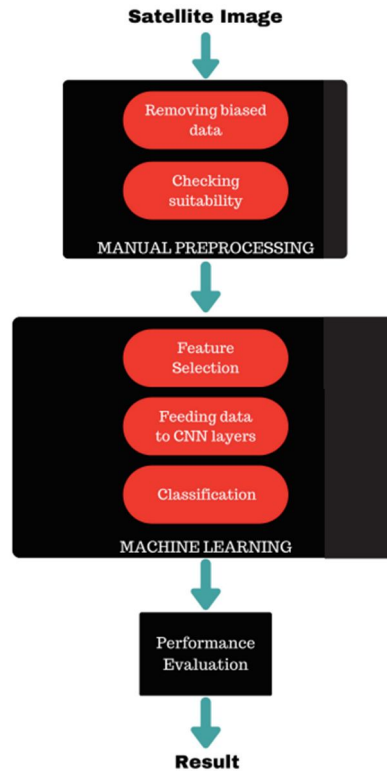 Satellite Image
Removing biased
data
Checking
suitability
MANUAL PREPROCESSING
Feature
Selection
Feeding data
to CNN layers
Classification
MACHINE LEARNING
Performance
Evaluation
Result